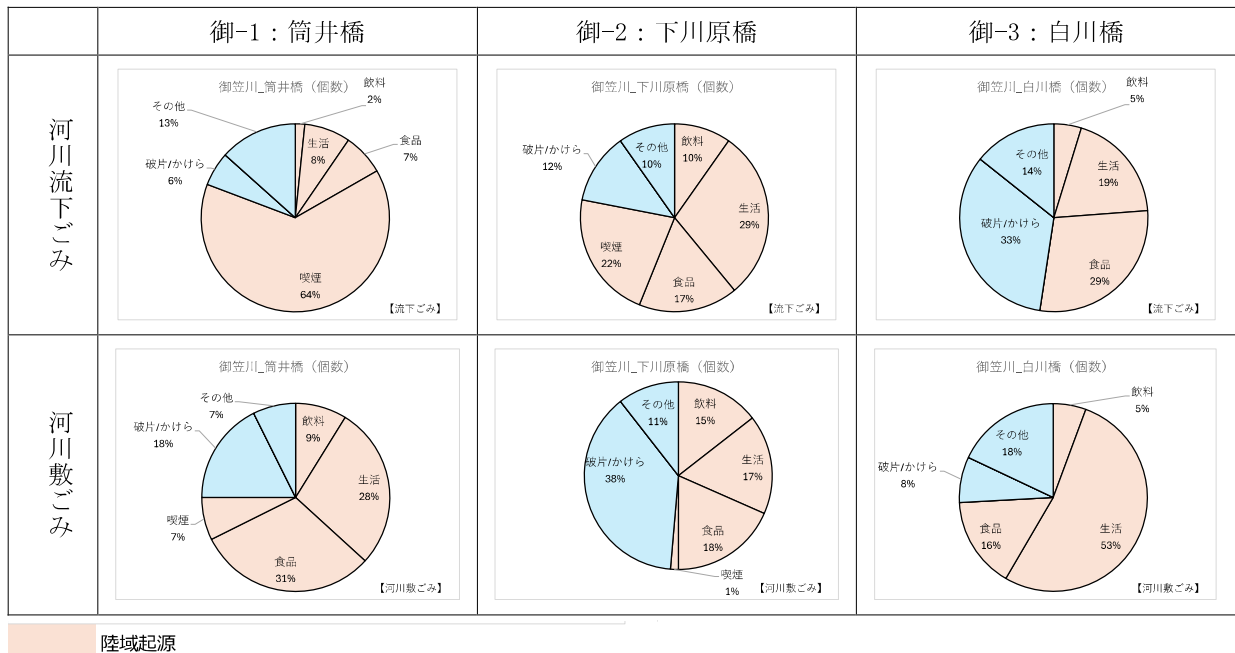 御-1：筒井橋
御-2：下川原橋
御-3：白川橋
河川流下ごみ
御笠川_筒井橋（個数）
飲料
2%
生活
8%
食品
7%
喫煙
64%
破片/かけら
6%
その他
13%
【流下ごみ】
御笠川_下川原橋（個数）
飲料
10%
生活
29%
食品
17%
喫煙
22%
破片/かけら
12%
その他
10%
【流下ごみ】
御笠川_白川橋（個数）
飲料
5%
生活
19%
食品
29%
破片/かけら
33%
その他
14%
【流下ごみ】
河川敷ごみ
御笠川_筒井橋（個数）
飲料
9%
生活
28%
食品
31%
喫煙
7%
破片/かけら
18%
その他
7%
【河川敷ごみ】
御笠川_下川原橋（個数）
飲料
15%
生活
17%
食品
18%
喫煙
1%
破片/かけら
38%
その他
11%
【河川敷ごみ】
御笠川_白川橋（個数）
飲料
5%
生活
53%
食品
16%
破片/かけら
8%
その他
18%
【河川敷ごみ】
陸域起源